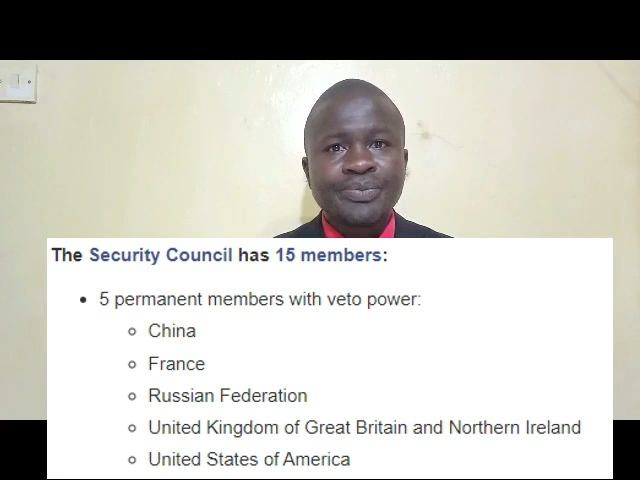 The Security Council has 15 members:
5 permanent members with veto power:
China
France
Russian Federation
United Kingdom of Great Britain and Northern Ireland
United States of America